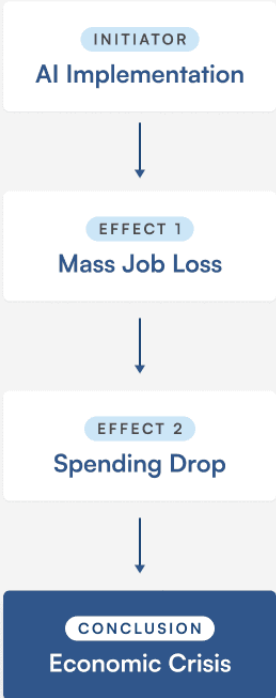 INITIATOR
AI Implementation
EFFECT 1
Mass Job Loss
EFFECT 2
Spending Drop
CONCLUSION
Economic Crisis